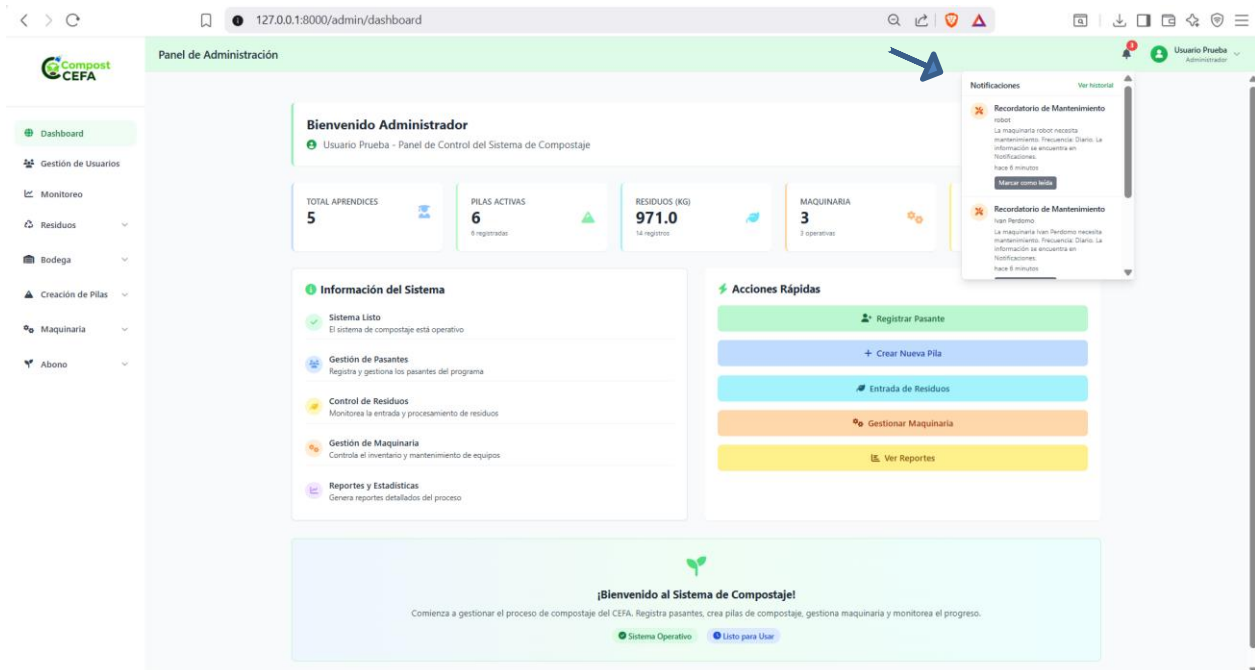 127.0.0.1:8000/admin/dashboard
Compost
CEFA
Panel de Administración
3
Usuario Prueba
Administrador
Dashboard
Gestión de Usuarios
Monitoreo
Residuos
Bodega
Creación de Pilas
Maquinaria
Abono
Bienvenido Administrador
Usuario Prueba - Panel de Control del Sistema de Compostaje
TOTAL APRENDICES
5
PILAS ACTIVAS
6
6 registradas
RESIDUOS (KG)
971.0
14 registros
MAQUINARIA
3
3 operativas
Notificaciones
Ver historial
Recordatorio de Mantenimiento
robot
La maquinaria robot necesita
mantenimiento. Frecuencia: Diario. La
información se encuentra en
Notificaciones.
hace 6 minutos
Marcar como leída
Recordatorio de Mantenimiento
Ivan Perdomo
La maquinaria Ivan Perdomo necesita
mantenimiento. Frecuencia: Diario. La
información se encuentra en
Notificaciones.
hace 6 minutos
Información del Sistema
Sistema Listo
El sistema de compostaje está operativo
Gestión de Pasantes
Registra y gestiona los pasantes del programa
Control de Residuos
Monitorea la entrada y procesamiento de residuos
Gestión de Maquinaria
Controla el inventario y mantenimiento de equipos
Reportes y Estadísticas
Genera reportes detallados del proceso
Acciones Rápidas
Registrar Pasante
+ Crear Nueva Pila
Entrada de Residuos
Gestionar Maquinaria
Ver Reportes
¡Bienvenido al Sistema de Compostaje!
Comienza a gestionar el proceso de compostaje del CEFA. Registra pasantes, crea pilas de compostaje, gestiona maquinaria y monitorea el progreso.
Sistema Operativo
Listo para Usar